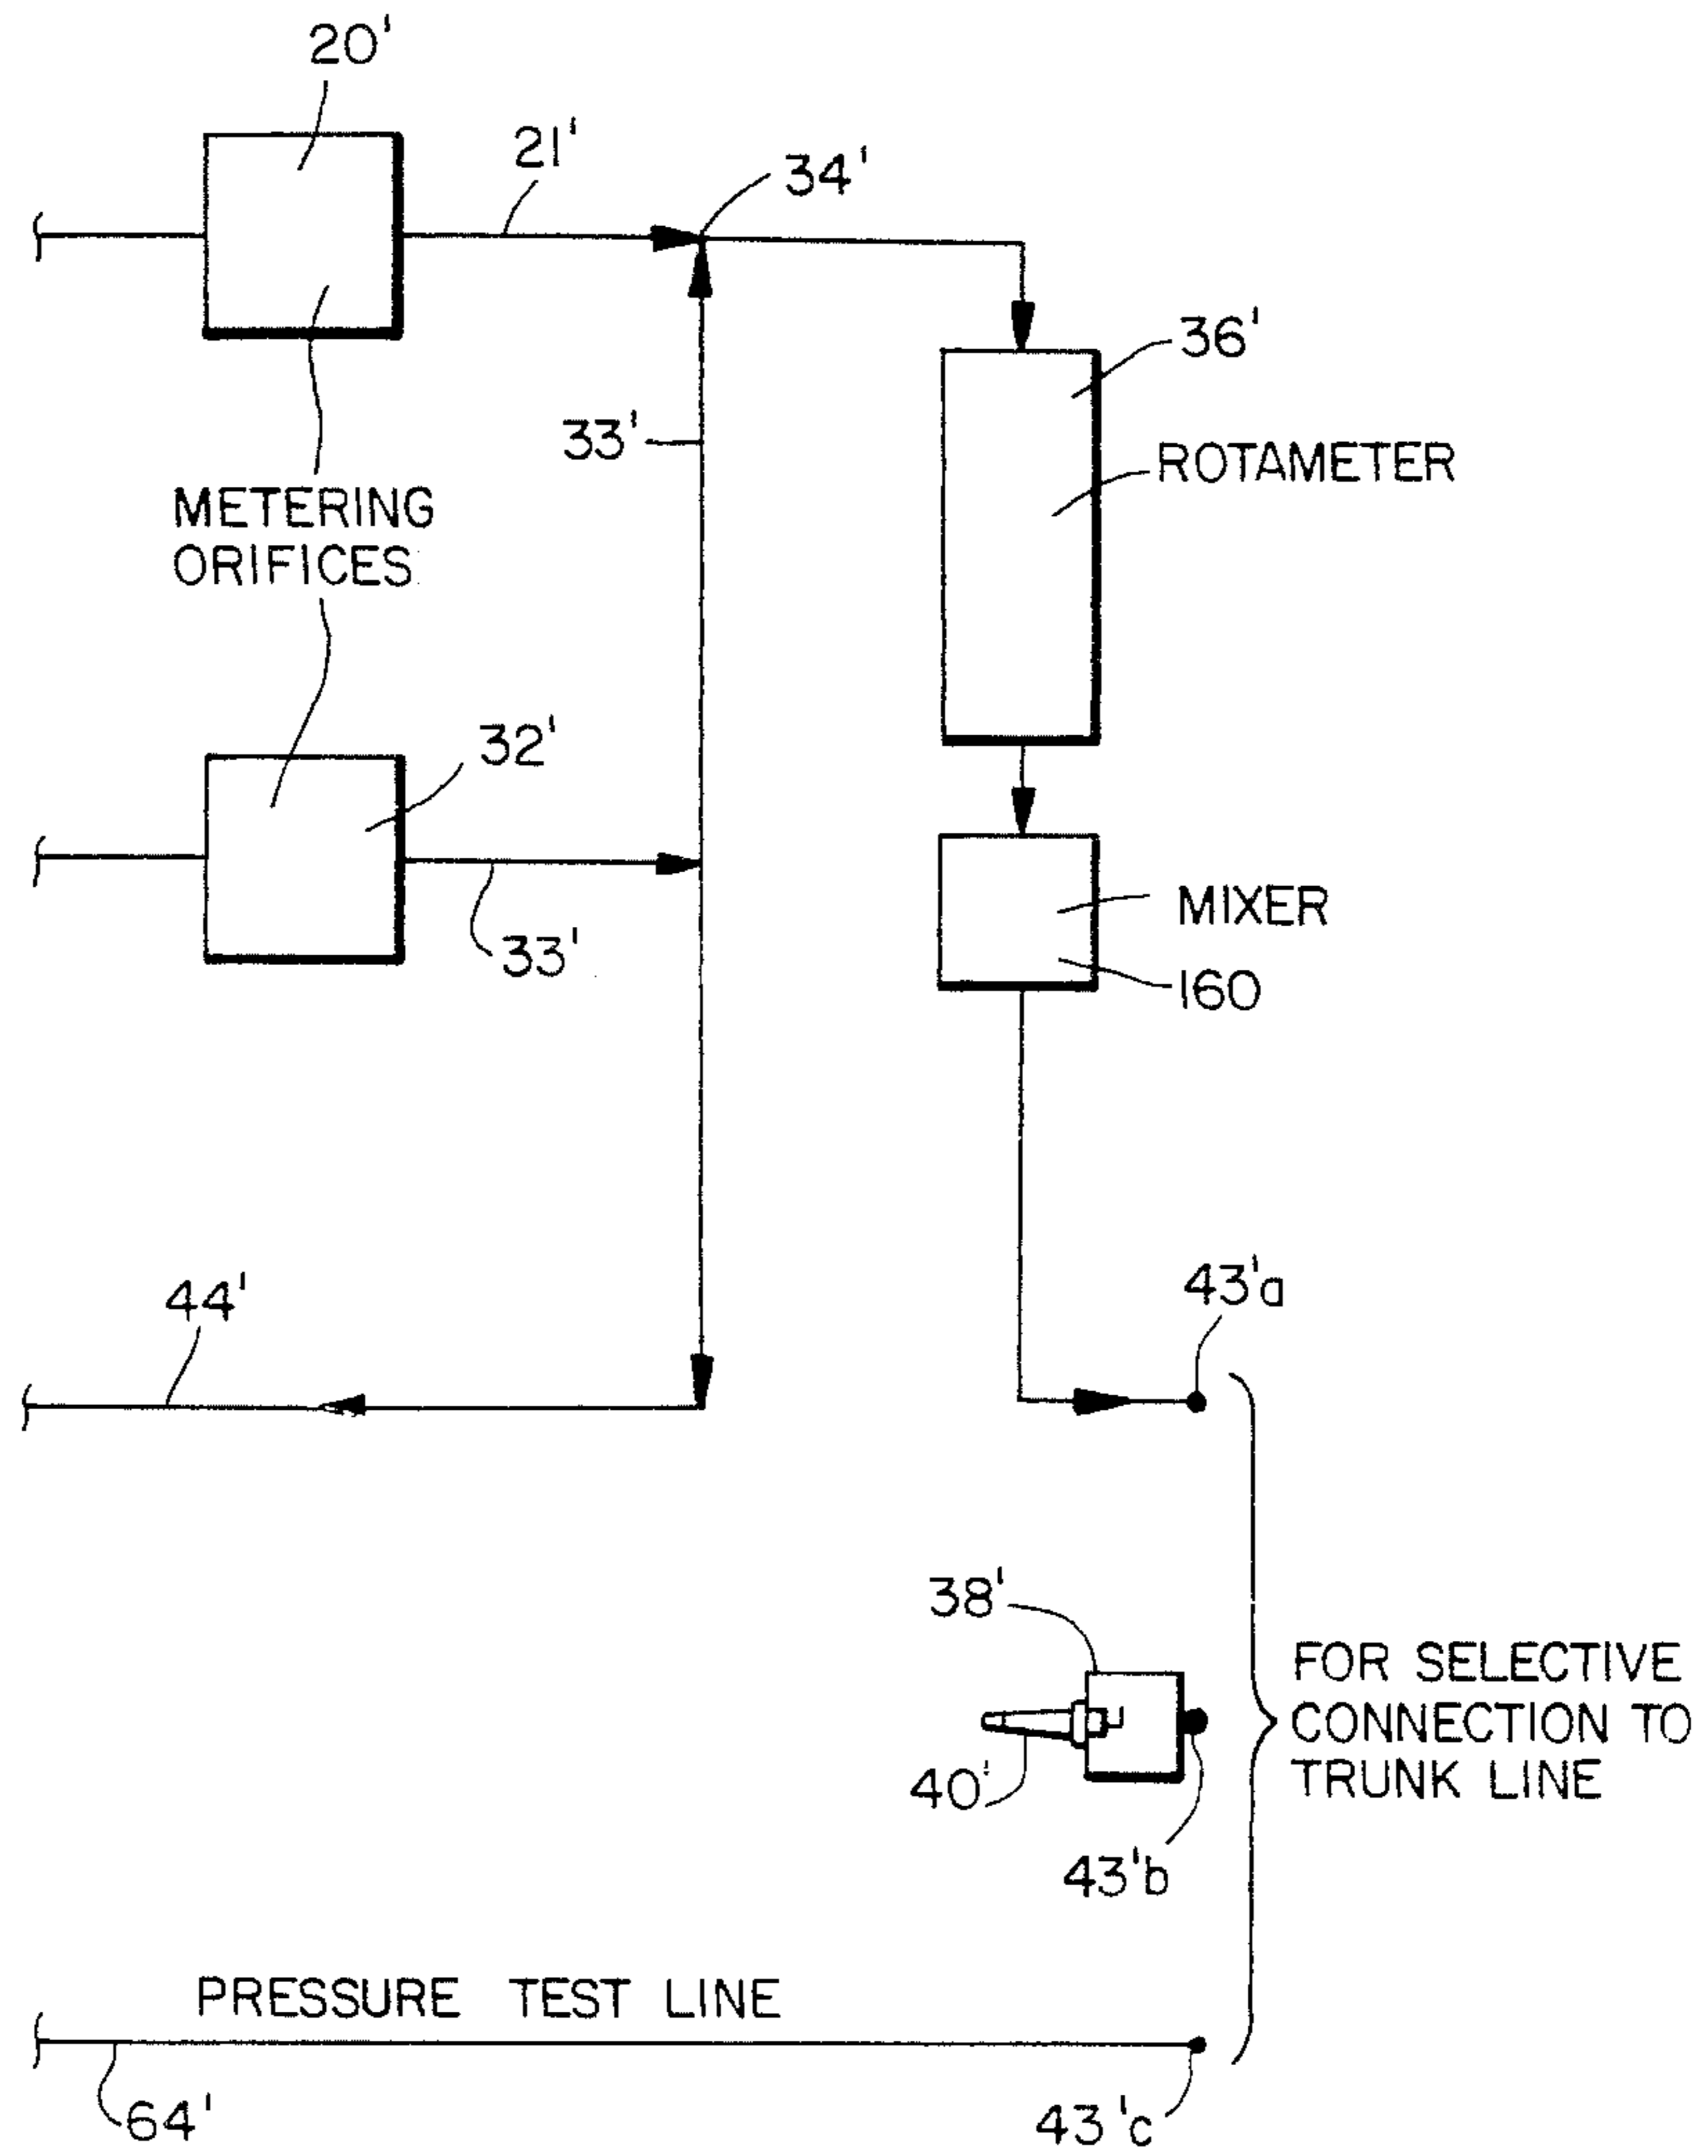 20'
21'
34'
36'
33'
ROTAMETER
METERING
ORIFICES
32'
MIXER
33'
160
44'
43'a
38'
FOR SELECTIVE
CONNECTION TO
TRUNK LINE
40'
43'b
PRESSURE TEST LINE
64'
43'c